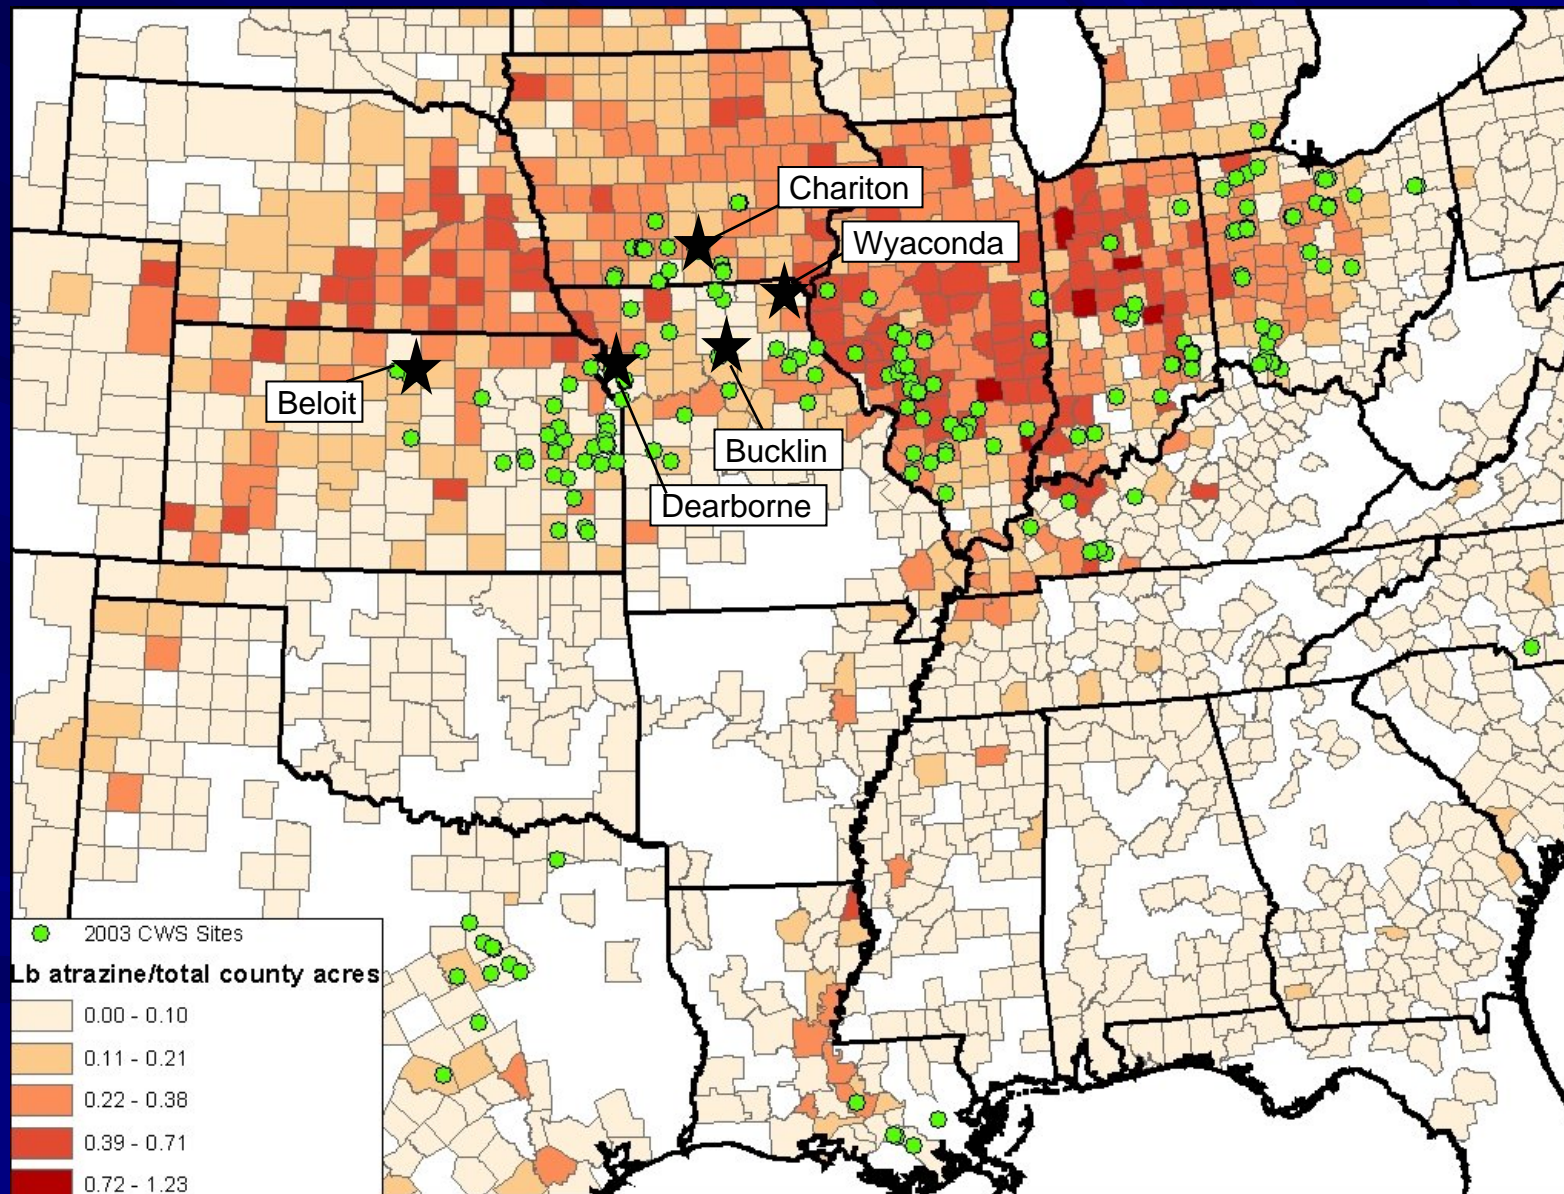 Chariton
Wyaconda
Beloit
Bucklin
Dearborne
2003 CWS Sites
Lb atrazine/total county acres
0.00 - 0.10
0.11 - 0.21
0.22 - 0.38
0.39 - 0.71
0.72 - 1.23